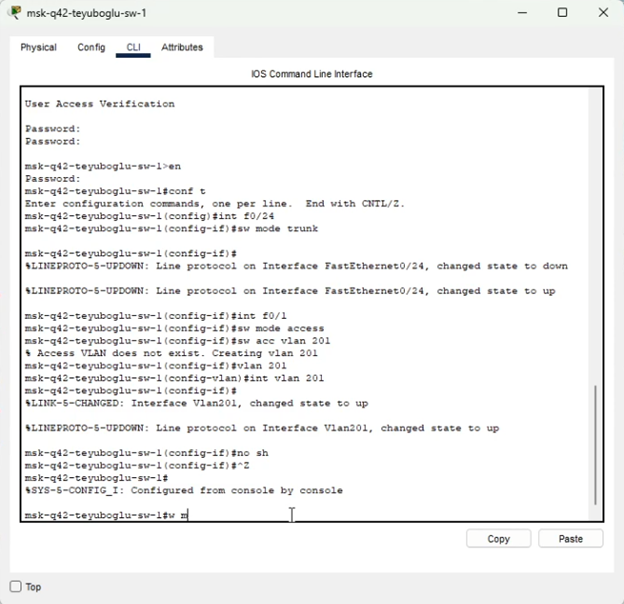 msk-q42-teyuboglu-sw-1
Physical Config CLI Attributes
IOS Command Line Interface
User Access Verification
Password:
Password:
msk-q42-teyuboglu-sw-1>en
Password:
msk-q42-teyuboglu-sw-1#conf t
Enter configuration commands, one per line.  End with CNTL/Z.
msk-q42-teyuboglu-sw-1(config)#int f0/24
msk-q42-teyuboglu-sw-1(config-if)#sw mode trunk
msk-q42-teyuboglu-sw-1(config-if)#
%LINEPROTO-5-UPDOWN: Line protocol on Interface FastEthernet0/24, changed state to down
%LINEPROTO-5-UPDOWN: Line protocol on Interface FastEthernet0/24, changed state to up
msk-q42-teyuboglu-sw-1(config-if)#int f0/1
msk-q42-teyuboglu-sw-1(config-if)#sw mode access
msk-q42-teyuboglu-sw-1(config-if)#sw acc vlan 201
% Access VLAN does not exist. Creating vlan 201
msk-q42-teyuboglu-sw-1(config-if)#vlan 201
msk-q42-teyuboglu-sw-1(config-vlan)#int vlan 201
msk-q42-teyuboglu-sw-1(config-if)#
%LINK-5-CHANGED: Interface Vlan201, changed state to up
%LINEPROTO-5-UPDOWN: Line protocol on Interface Vlan201, changed state to up
msk-q42-teyuboglu-sw-1(config-if)#no sh
msk-q42-teyuboglu-sw-1(config-if)#^Z
msk-q42-teyuboglu-sw-1#
%SYS-5-CONFIG_I: Configured from console by console
msk-q42-teyuboglu-sw-1#w m
Copy Paste
Top